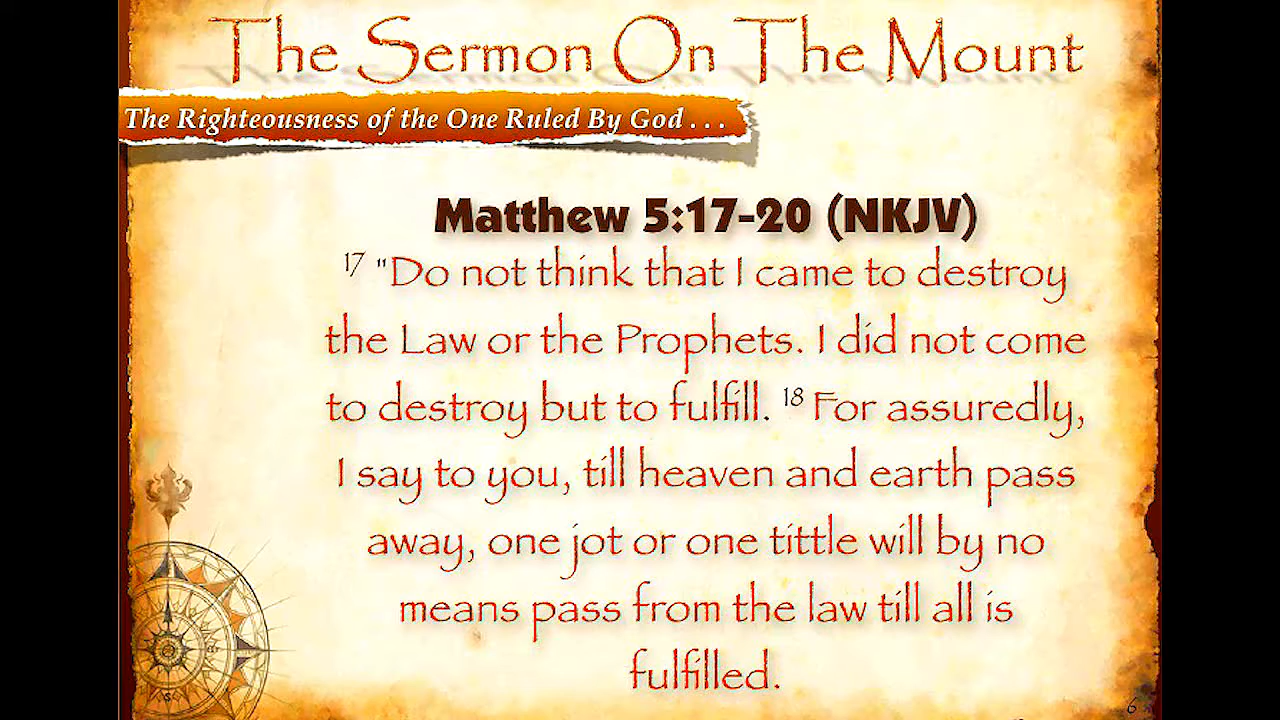 The Sermon On The Mount
The Righteousness of the One Ruled By God . . .
Matthew 5:17-20 (NKJV)
17 "Do not think that I came to destroy
the Law or the Prophets. I did not come
to destroy but to fulfill. 18 For assuredly,
I say to you, till heaven and earth pass
away, one jot or one tittle will by no
means pass from the law till all is
fulfilled.
6